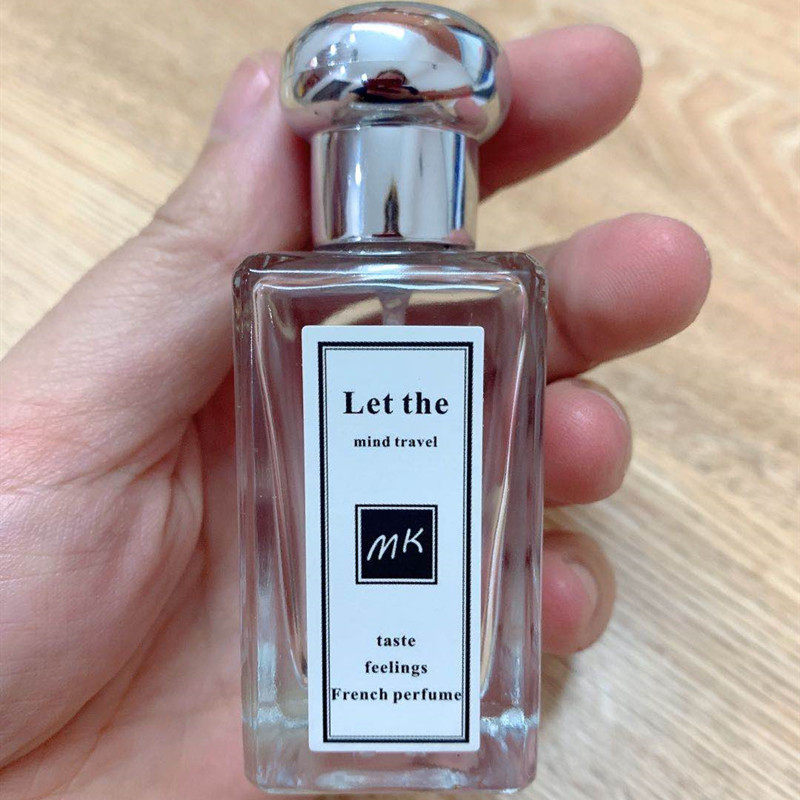 Let the
mind travel
MK
taste
feelings
French perfume